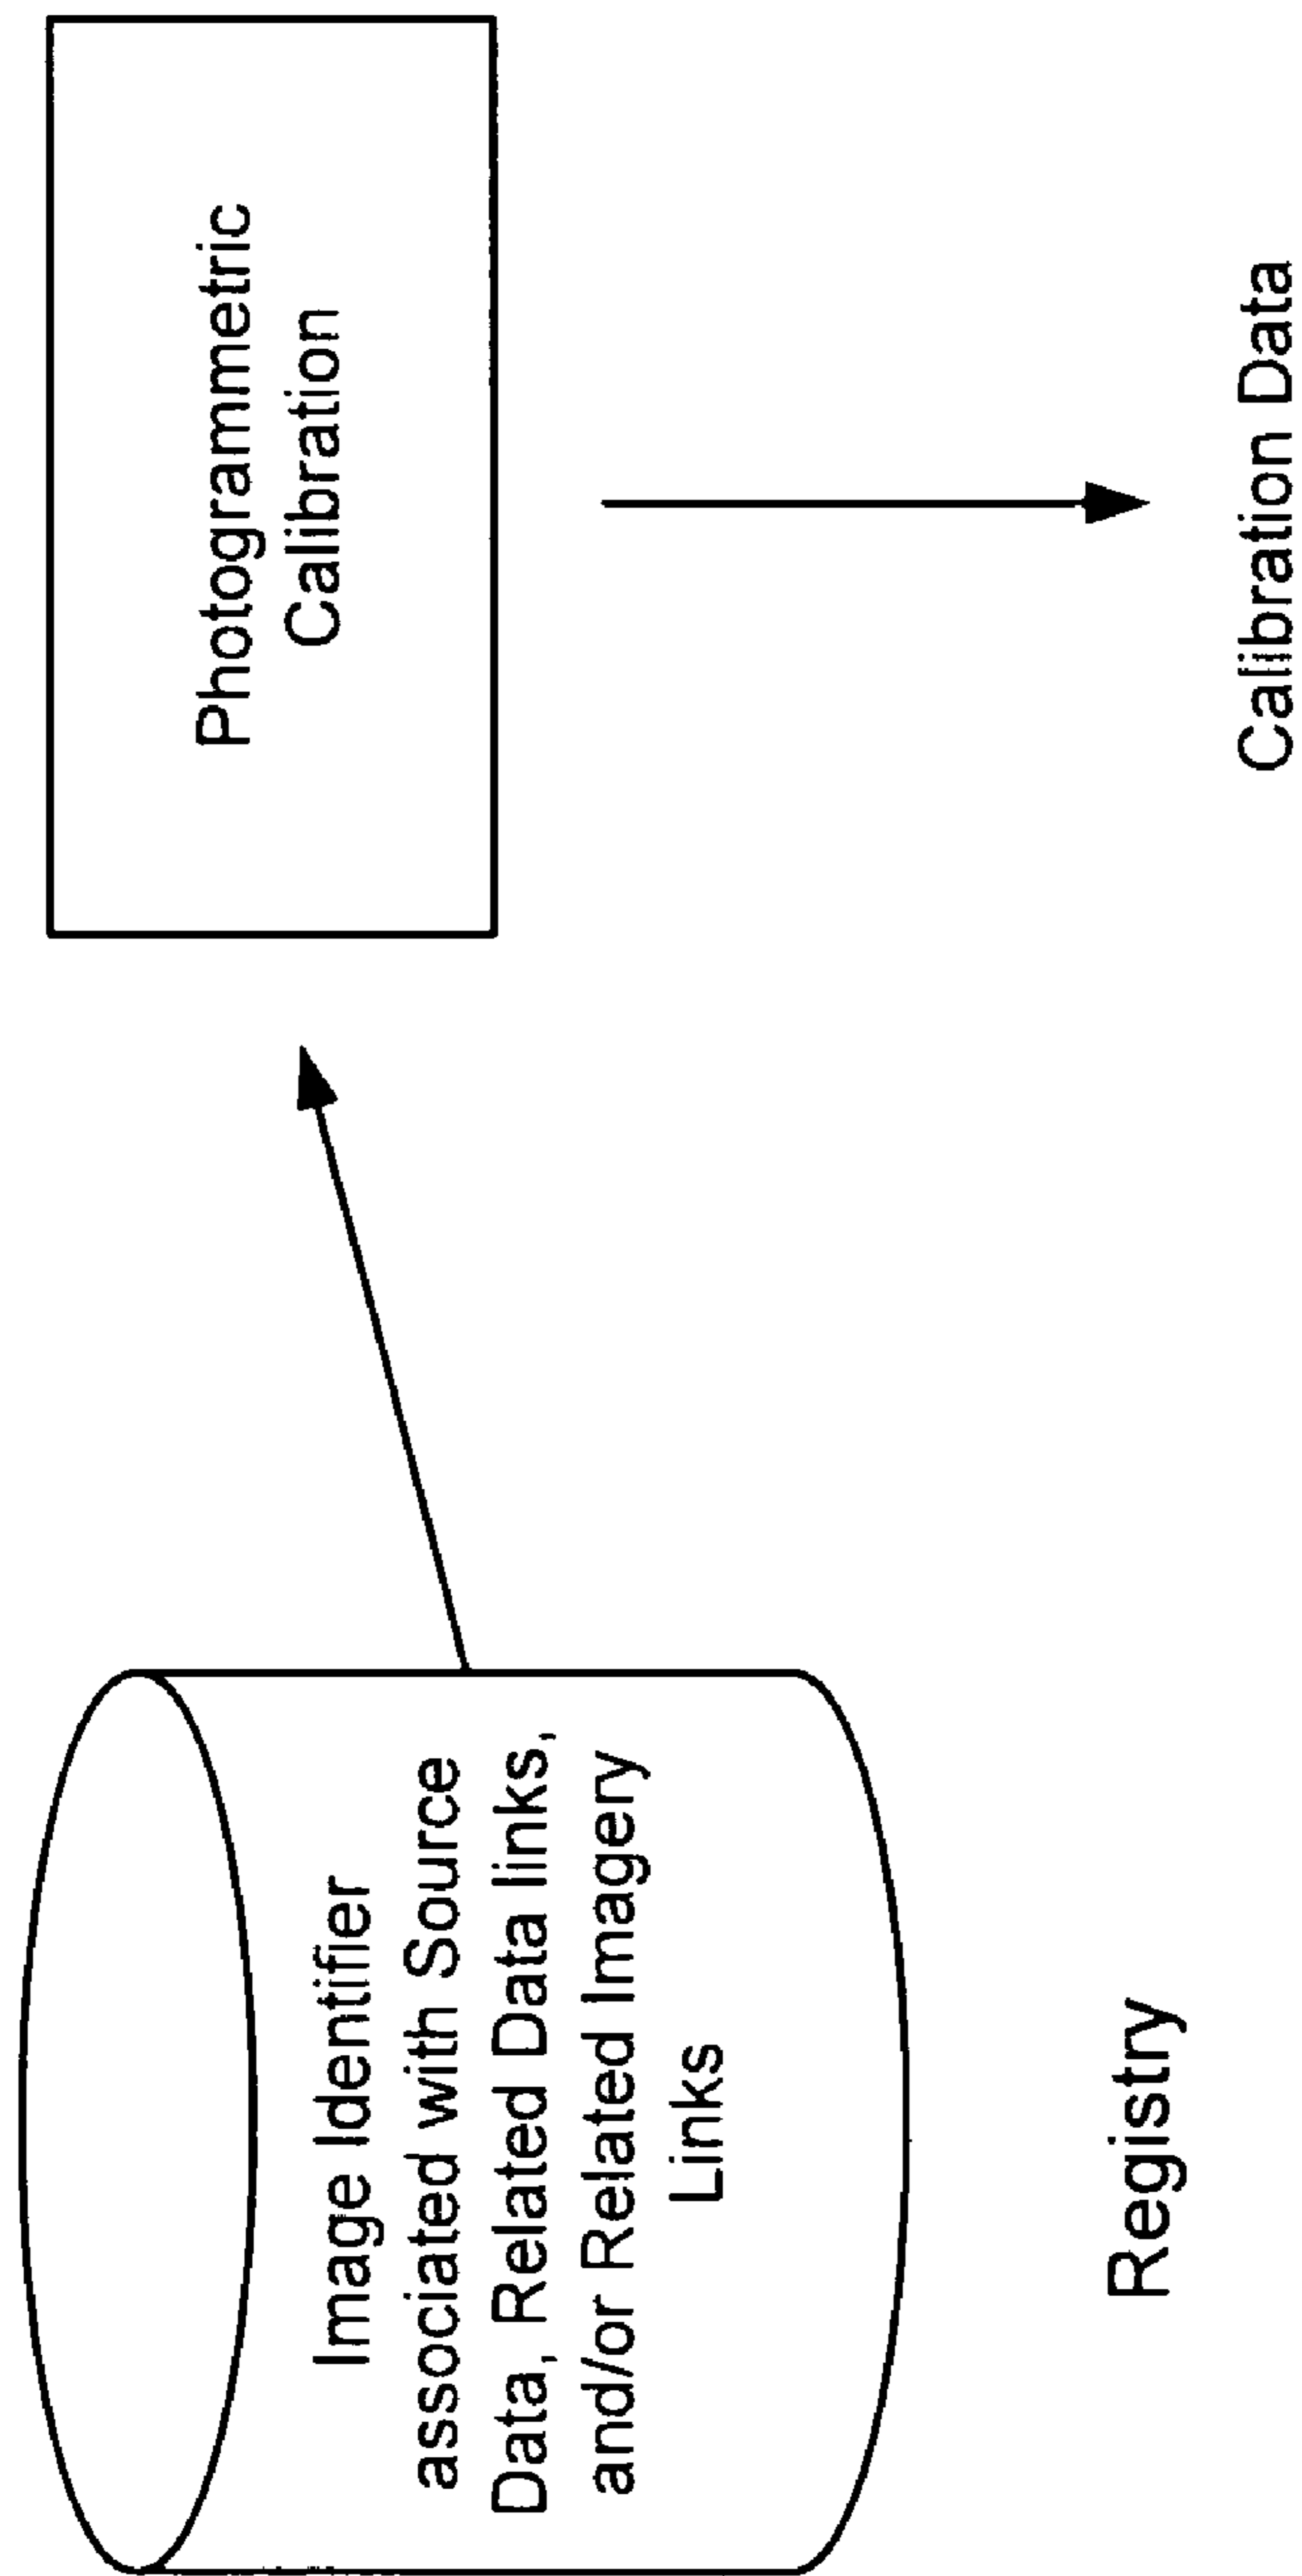 Image Identifier
associated with Source
Data, Related Data links,
and/or Related Imagery
Links
Registry
Photogrammetric
Calibration
Calibration Data